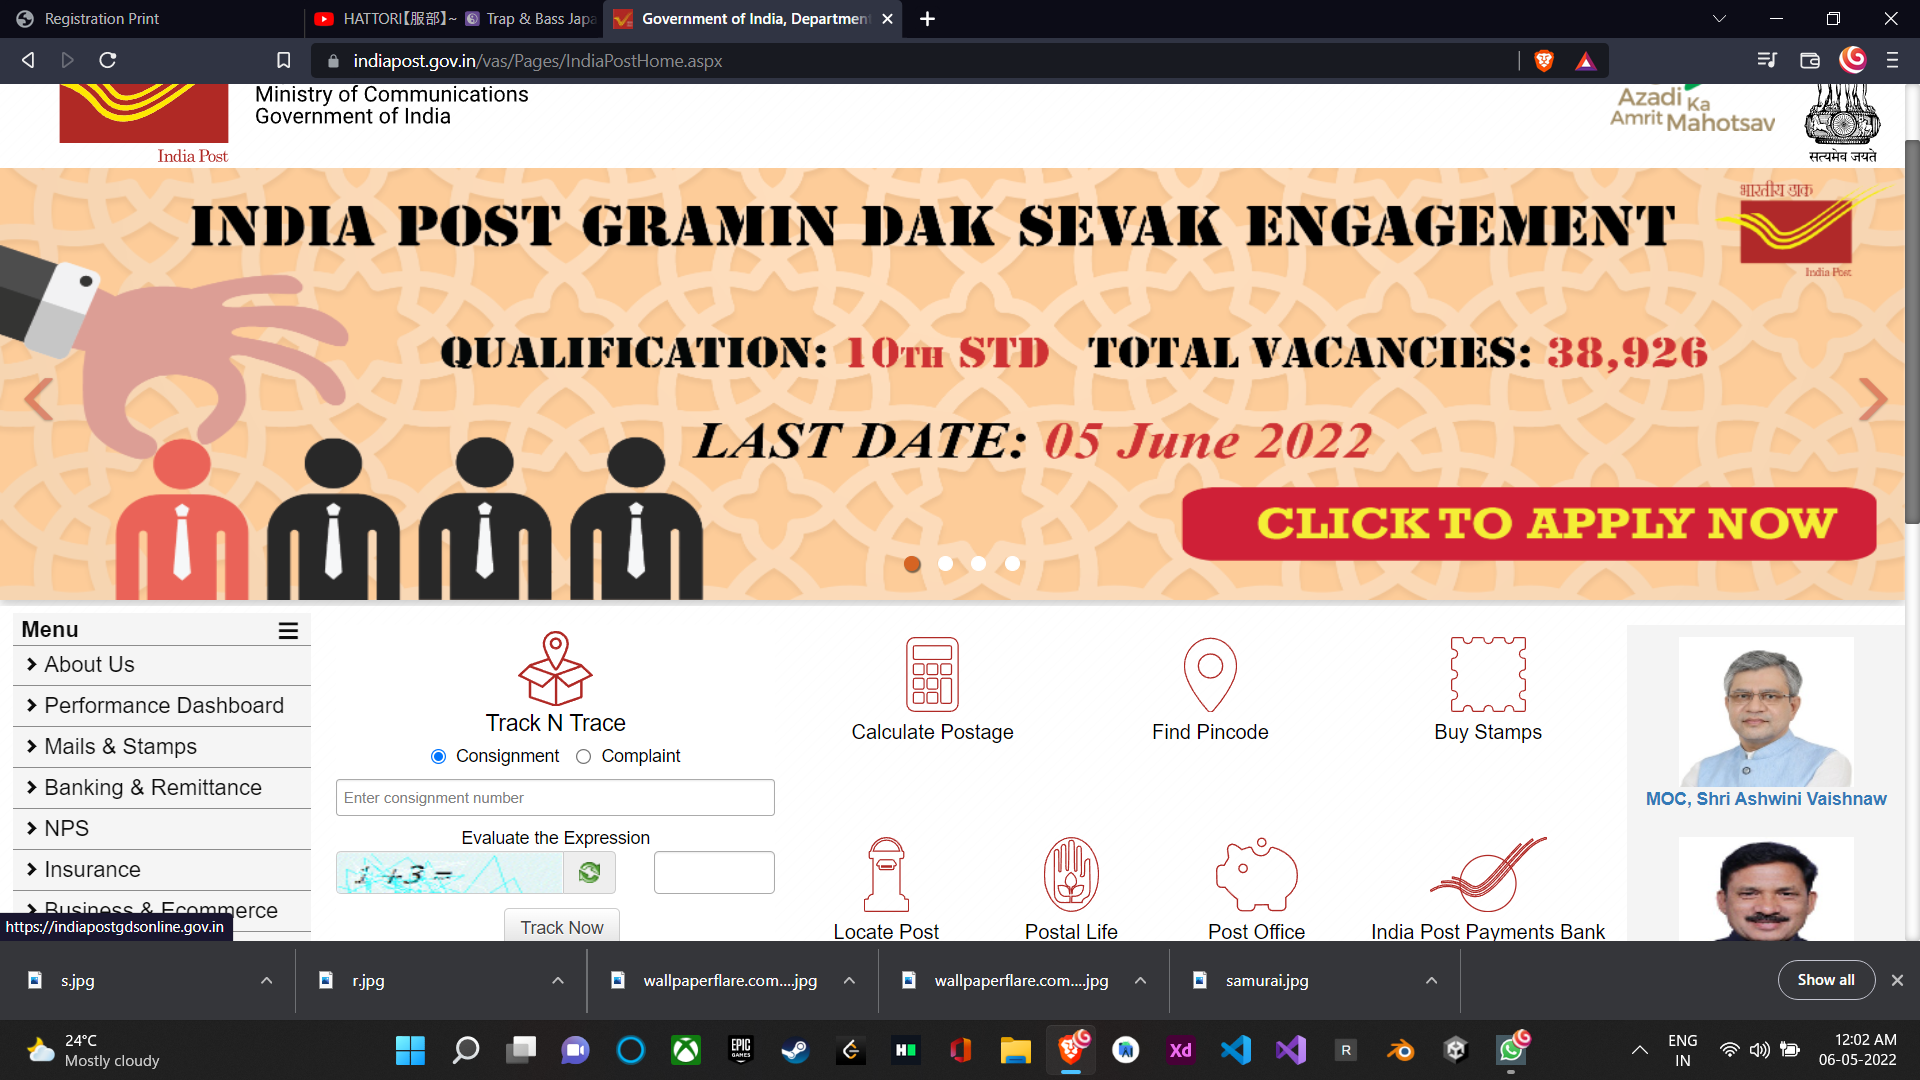 Registration Print
HATTORI【服部】~ Trap & Bass Japa
Government of India, Departmen
indiapost.gov.in/vas/Pages/IndiaPostHome.aspx
Ministry of Communications
Government of India
India Post
Azadi Ka
Amrit Mahotsav
सत्यमेव जयते
भारतीय डाक
India Post
INDIA POST GRAMIN DAK SEVAK ENGAGEMENT
QUALIFICATION: 10TH STD TOTAL VACANCIES: 38,926
LAST DATE: 05 June 2022
CLICK TO APPLY NOW
Menu
About Us
Performance Dashboard
Mails & Stamps
Banking & Remittance
NPS
Insurance
Business & Ecommerce
https://indiapostgdsonline.gov.in
Track N Trace
Consignment Complaint
Enter consignment number
Evaluate the Expression
1+3=
Track Now
Calculate Postage
Find Pincode
Buy Stamps
Locate Post
Postal Life
Post Office
India Post Payments Bank
MOC, Shri Ashwini Vaishnaw
s.jpg
r.jpg
wallpaperflare.com....jpg
wallpaperflare.com....jpg
samurai.jpg
Show all
24°C
Mostly cloudy
EPIC
GAMES
Xd
R
ENG
IN
12:02 AM
06-05-2022